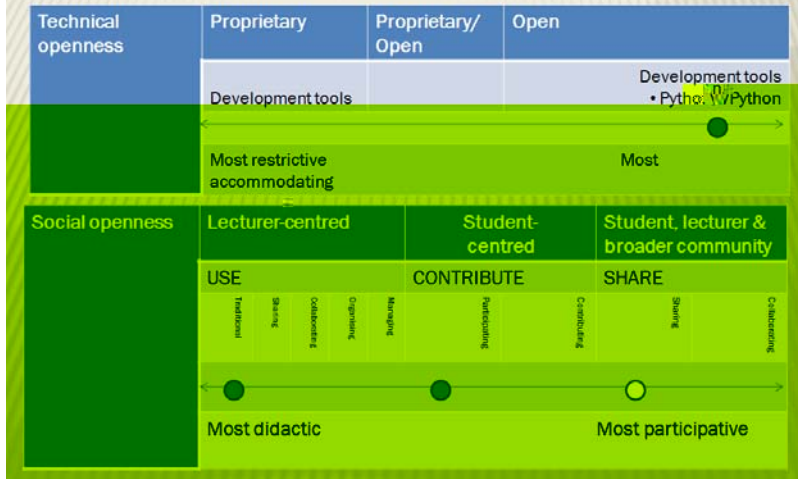 Technical
openness
Proprietary
Proprietary/
Open
Open
Development tools
Development tools
Most restrictive
accommodating
Most
Social openness
Lecturer-centred
Student-
centred
Student, lecturer &
broader community
USE
CONTRIBUTE
SHARE
Traditional
Sharing
Collaborating
Organising
Managing
Participating
Contributing
Sharing
Collaborating
Most didactic
Most participative